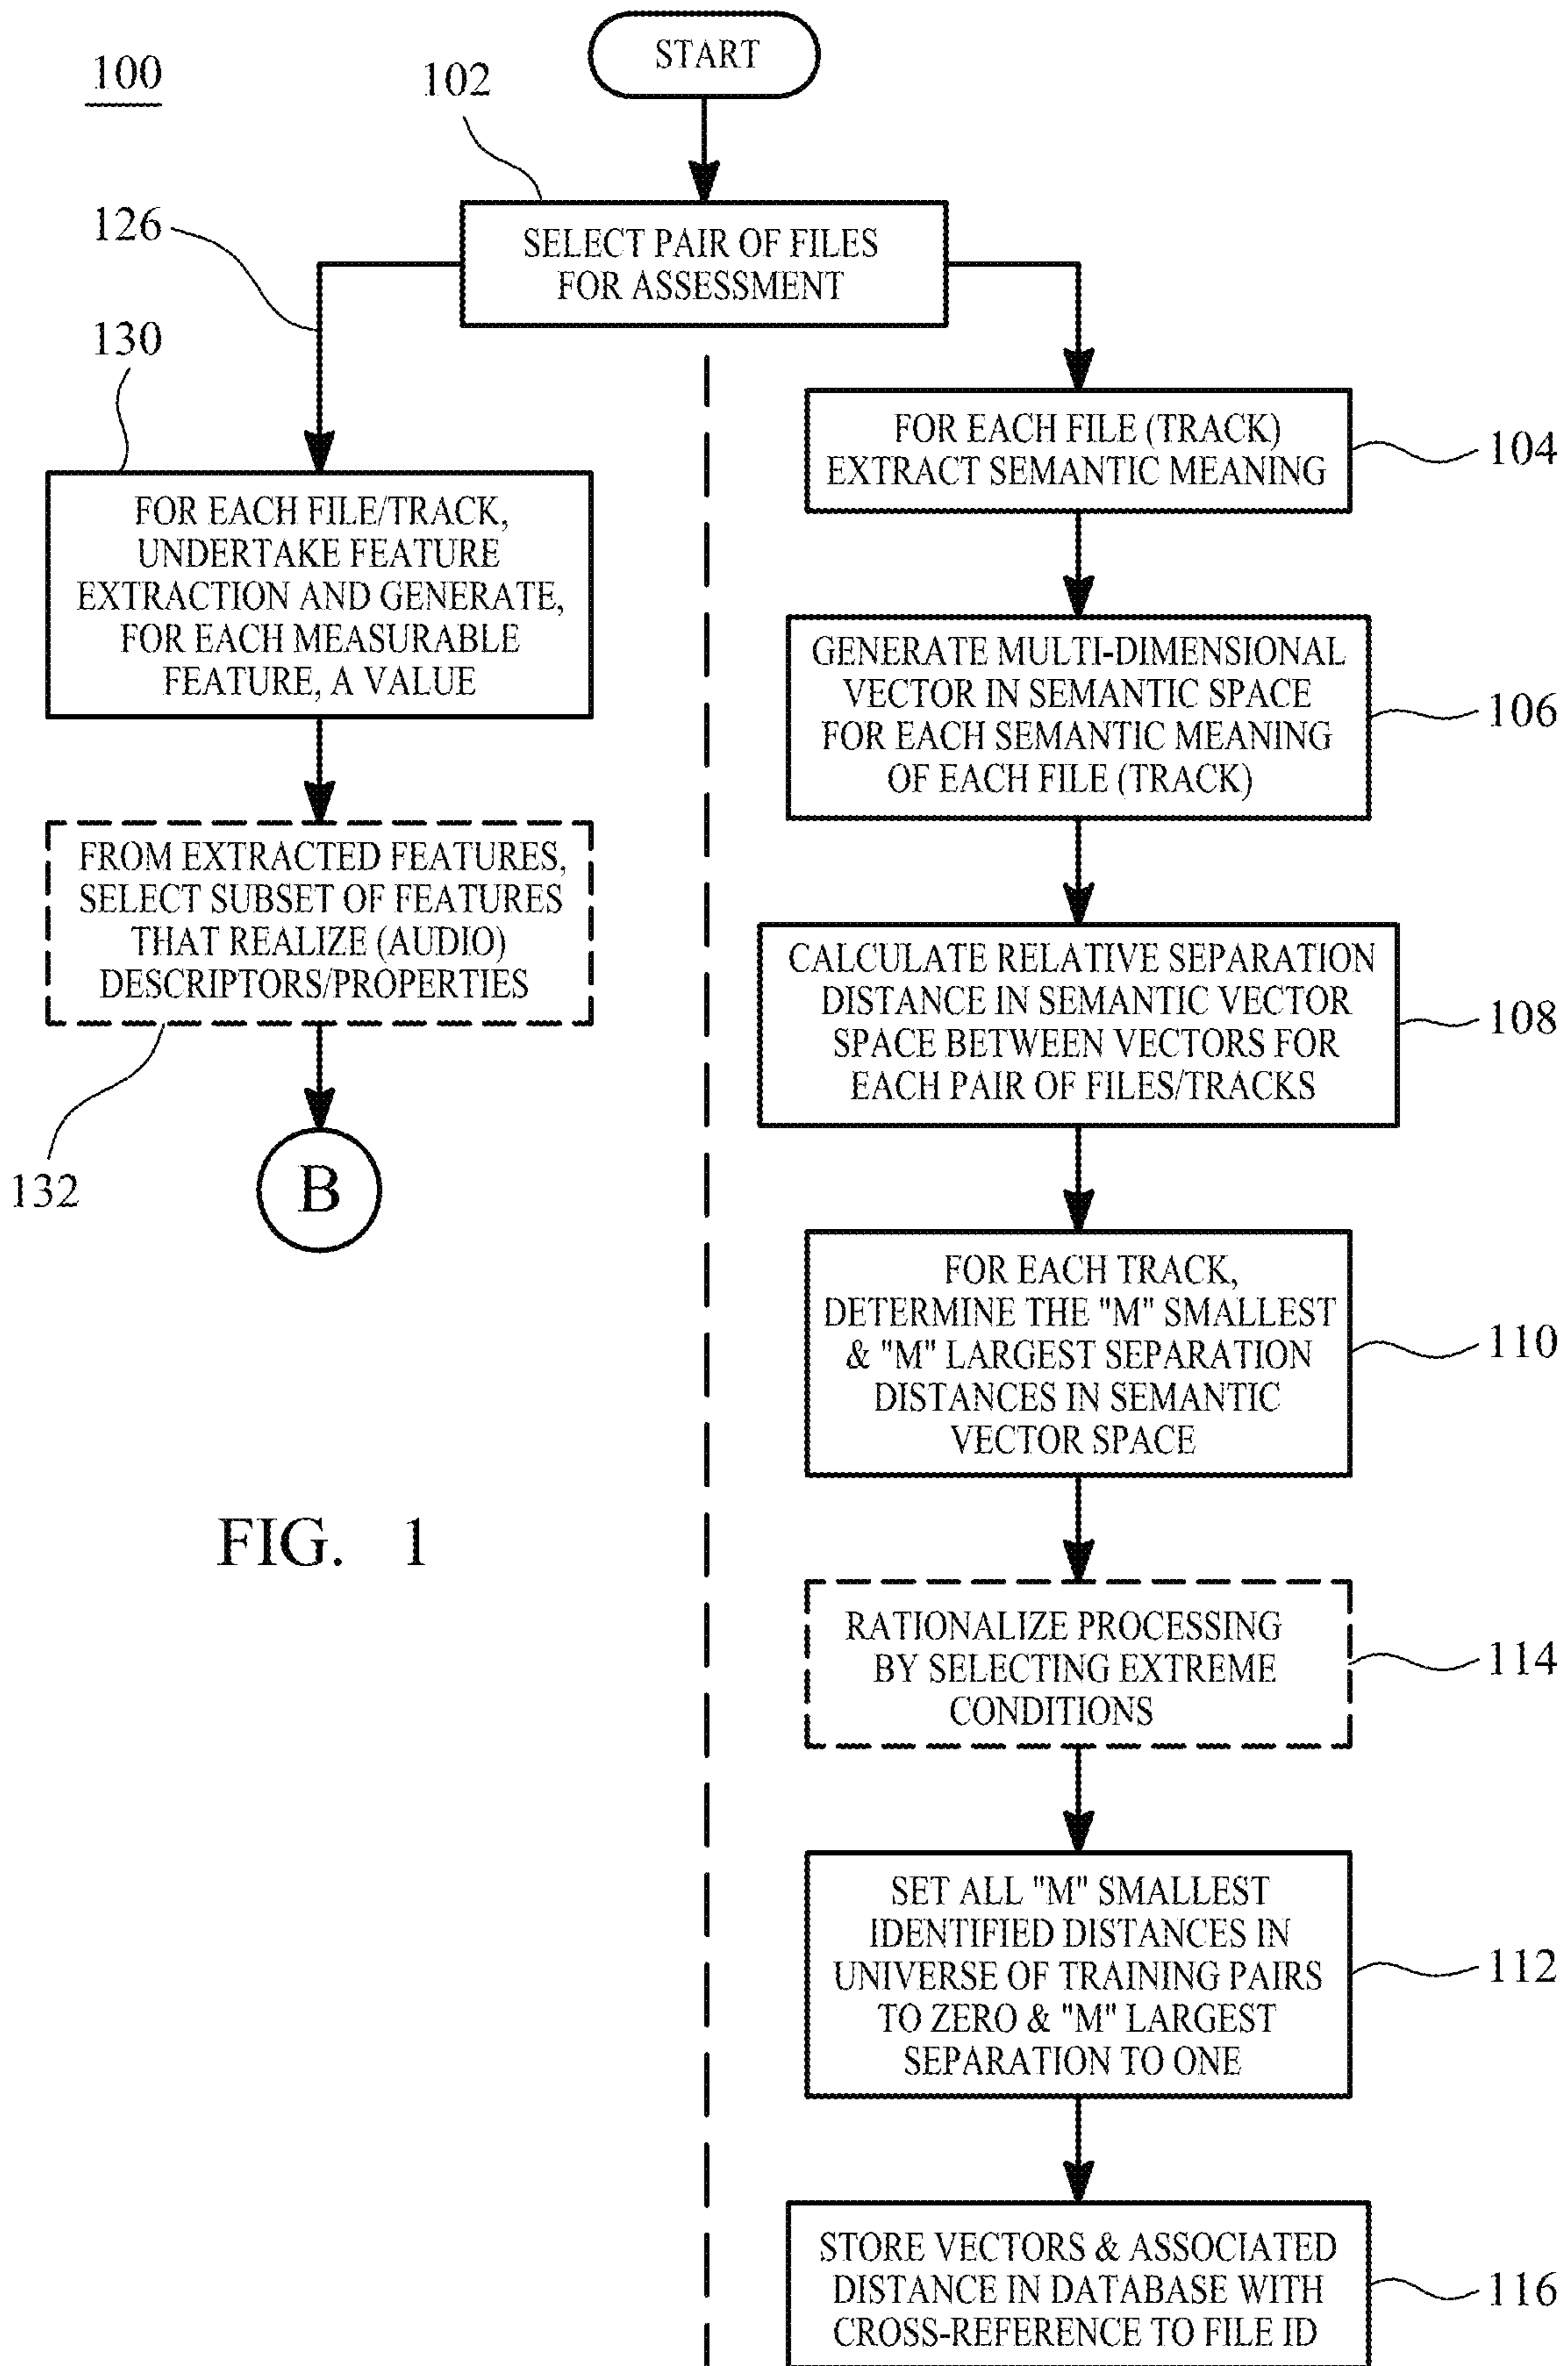 100
START
102
SELECT PAIR OF FILES
FOR ASSESSMENT
126
130
FOR EACH FILE/TRACK,
UNDERTAKE FEATURE
EXTRACTION AND GENERATE,
FOR EACH MEASURABLE
FEATURE, A VALUE
FROM EXTRACTED FEATURES,
SELECT SUBSET OF FEATURES
THAT REALIZE (AUDIO)
DESCRIPTORS/PROPERTIES
132
B
FOR EACH FILE (TRACK)
EXTRACT SEMANTIC MEANING
104
GENERATE MULTI-DIMENSIONAL
VECTOR IN SEMANTIC SPACE
FOR EACH SEMANTIC MEANING
OF EACH FILE (TRACK)
106
CALCULATE RELATIVE SEPARATION
DISTANCE IN SEMANTIC VECTOR
SPACE BETWEEN VECTORS FOR
EACH PAIR OF FILES/TRACKS
108
FOR EACH TRACK,
DETERMINE THE "M" SMALLEST
& "M" LARGEST SEPARATION
DISTANCES IN SEMANTIC
VECTOR SPACE
110
RATIONALIZE PROCESSING
BY SELECTING EXTREME
CONDITIONS
114
SET ALL "M" SMALLEST
IDENTIFIED DISTANCES IN
UNIVERSE OF TRAINING PAIRS
TO ZERO & "M" LARGEST
SEPARATION TO ONE
112
STORE VECTORS & ASSOCIATED
DISTANCE IN DATABASE WITH
CROSS-REFERENCE TO FILE ID
116
FIG. 1